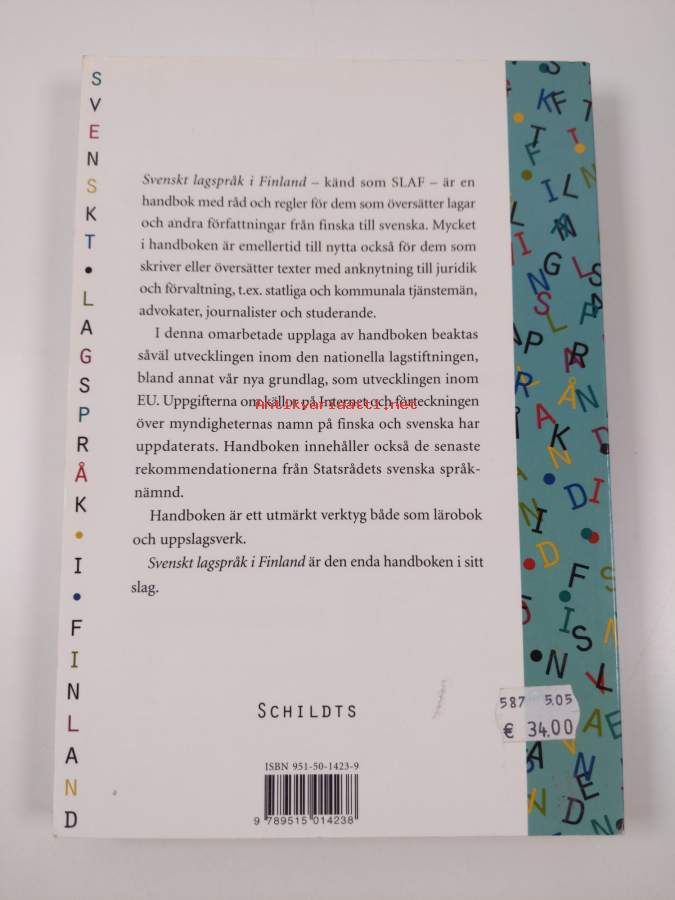 SVENSKT • LAGSPRÅK • I • FINLAND
Svenskt lagspråk i Finland – känd som SLAF – är en
handbok med råd och regler för dem som översätter lagar
och andra författningar från finska till svenska. Mycket
i handboken är emellertid till nytta också för dem som
skriver eller översätter texter med anknytning till juridik
och förvaltning, t.ex. statliga och kommunala tjänstemän,
advokater, journalister och studerande.
I denna omarbetade upplaga av handboken beaktas
såväl utvecklingen inom den nationella lagstiftningen,
bland annat vår nya grundlag, som utvecklingen inom
EU. Uppgifterna om källor på Internet och förteckningen
Antikvariaatti.net
över myndigheternas namn på finska och svenska har
uppdaterats. Handboken innehåller också de senaste
rekommendationerna från Statsrådets svenska språk-
nämnd.
Handboken är ett utmärkt verktyg både som lärobok
och uppslagsverk.
Svenskt lagspråk i Finland är den enda handboken i sitt
slag.
SCHILDTS
587 5.05
€ 34.00
ISBN 951-50-1423-9
9 789515 014238